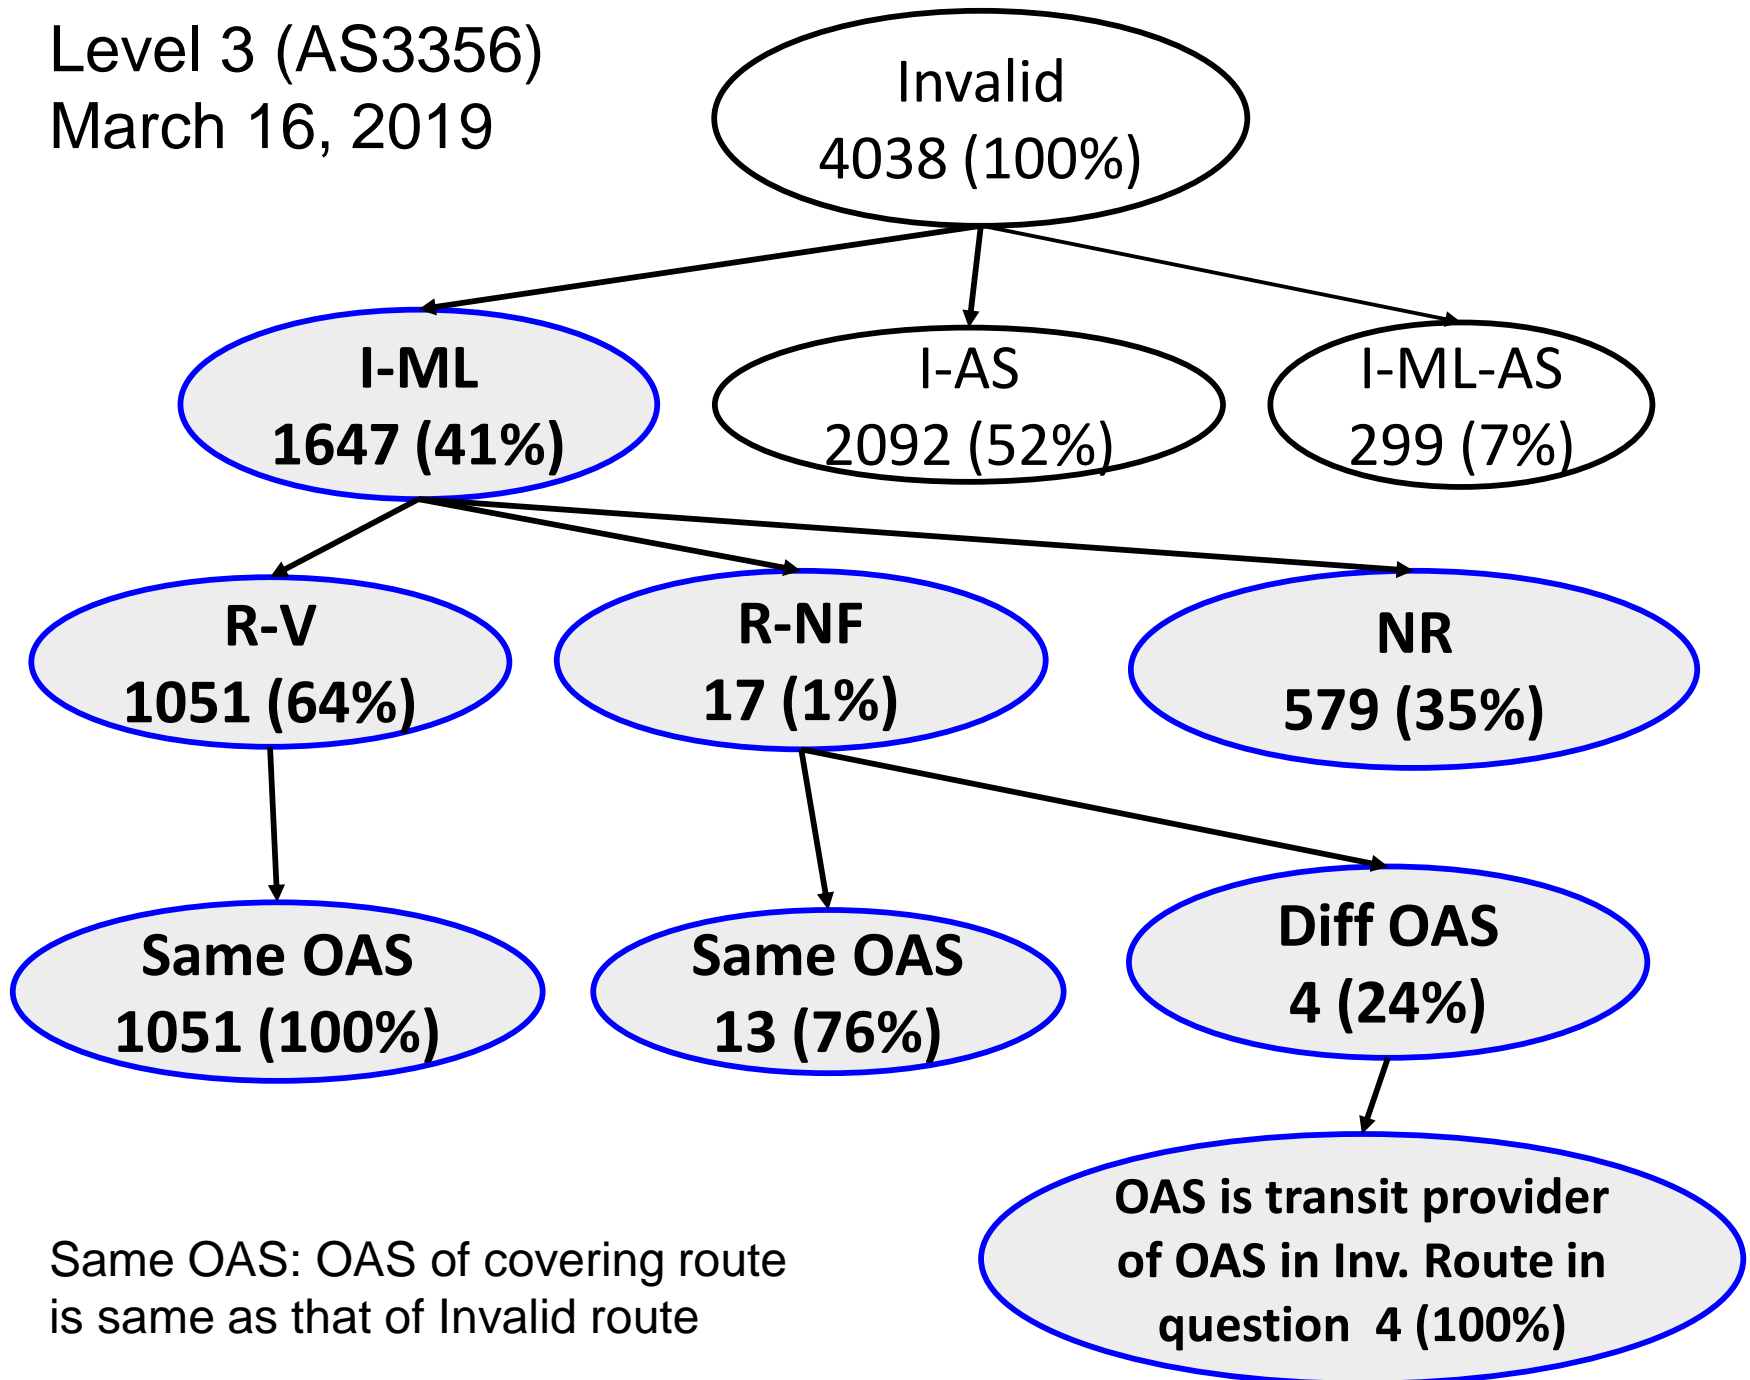 Level 3 (AS3356)
March 16, 2019
Invalid
4038 (100%)
I-ML
1647 (41%)
I-AS
2092 (52%)
I-ML-AS
299 (7%)
R-V
1051 (64%)
R-NF
17 (1%)
NR
579 (35%)
Same OAS
1051 (100%)
Same OAS
13 (76%)
Diff OAS
4 (24%)
OAS is transit provider
of OAS in Inv. Route in
question 4 (100%)
Same OAS: OAS of covering route
is same as that of Invalid route